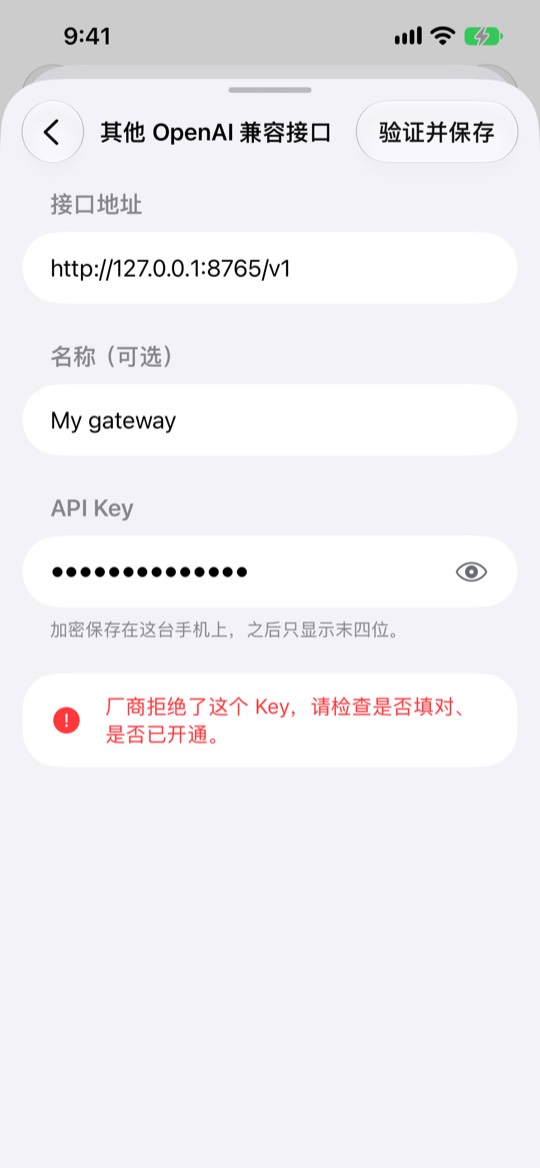 9:41
其他 OpenAI 兼容接口
验证并保存
接口地址
http://127.0.0.1:8765/v1
名称（可选）
My gateway
API Key
••••••••••••••
加密保存在这台手机上，之后只显示末四位。
厂商拒绝了这个 Key，请检查是否填对、
是否已开通。